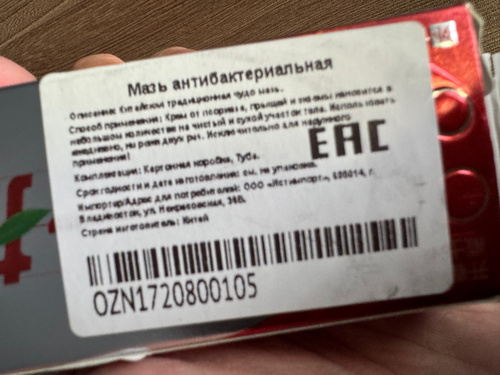 Мазь антибактериальная
Описание: Китайская традиционная чудо мазь.
Способ применения: Крем от псориаза, прыщей и экземы наносится в
небольшом количестве на чистый и сухой участок тела. Использовать
ежедневно, не реже двух раз. Исключительно для наружного
применения!
EAC
Комплектация: Картонная коробка, Туба.
Срок годности и дата изготовления: см. на упаковке.
Импортер/Адрес для потребителей: ООО «Истимпорт», 690014, г.
Владивосток, ул. Некрасовская, 36Б.
Страна изготовитель: Китай
OZN1720800105